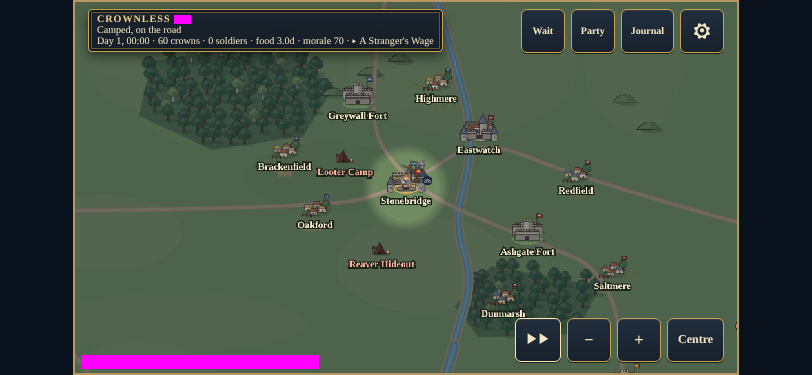 CROWNLESS
Camped, on the road
Day 1, 00:00 · 60 crowns · 0 soldiers · food 3.0d · morale 70 · ▸ A Stranger's Wage
Wait
Party
Journal
Highmere
Greywall Fort
Eastwatch
Brackenfield
Looter Camp
Redfield
Stonebridge
Oakford
Ashgate Fort
Reaver Hideout
Saltmere
Dunmarsh
−
+
Centre